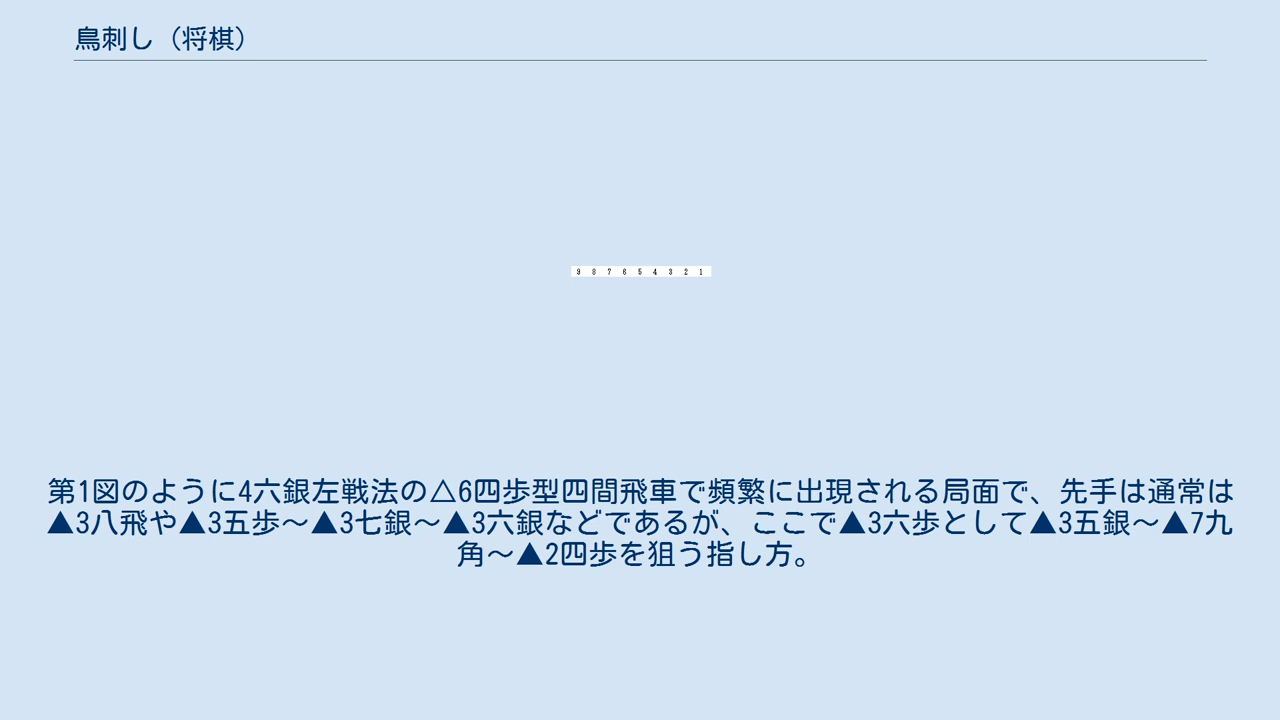 鳥刺し（将棋）
9 8 7 6 5 4 3 2 1
第1図のように4六銀左戦法の△6四歩型四間飛車で頻繁に出現される局面で、先手は通常は
▲3八飛や▲3五歩〜▲3七銀〜▲3六銀などであるが、ここで▲3六歩として▲3五銀〜▲7九
角〜▲2四歩を狙う指し方。